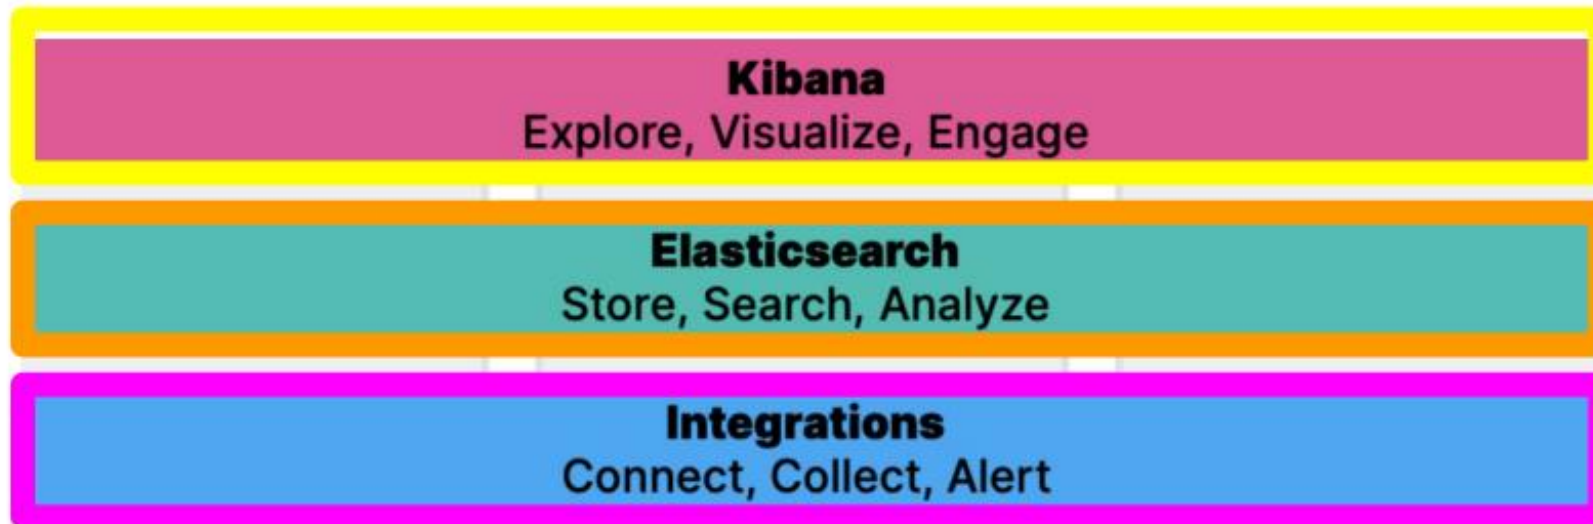 Kibana
Explore, Visualize, Engage
Elasticsearch
Store, Search, Analyze
Integrations
Connect, Collect, Alert